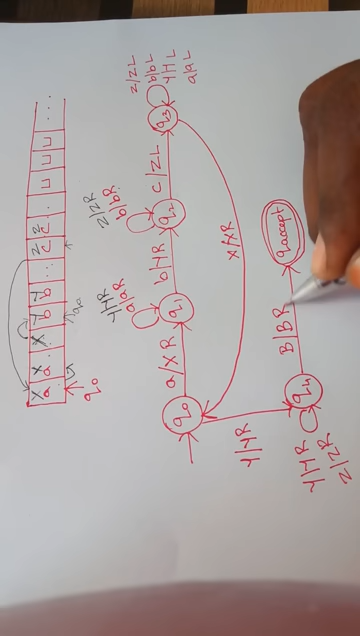 X X X Y Y Z Z
a a . . b b . . c c . . ⊔ ⊔ ⊔ . . .
q0
q0
q0
a/XR
Y/YR
a/aR
q1
b/YR
Z/ZR
b/bR
q2
c/ZL
q3
Z/ZL
b/bL
Y/YL
a/aL
X/XR
Y/YR
q4
Y/YR
Z/ZR
B/BR
qaccept